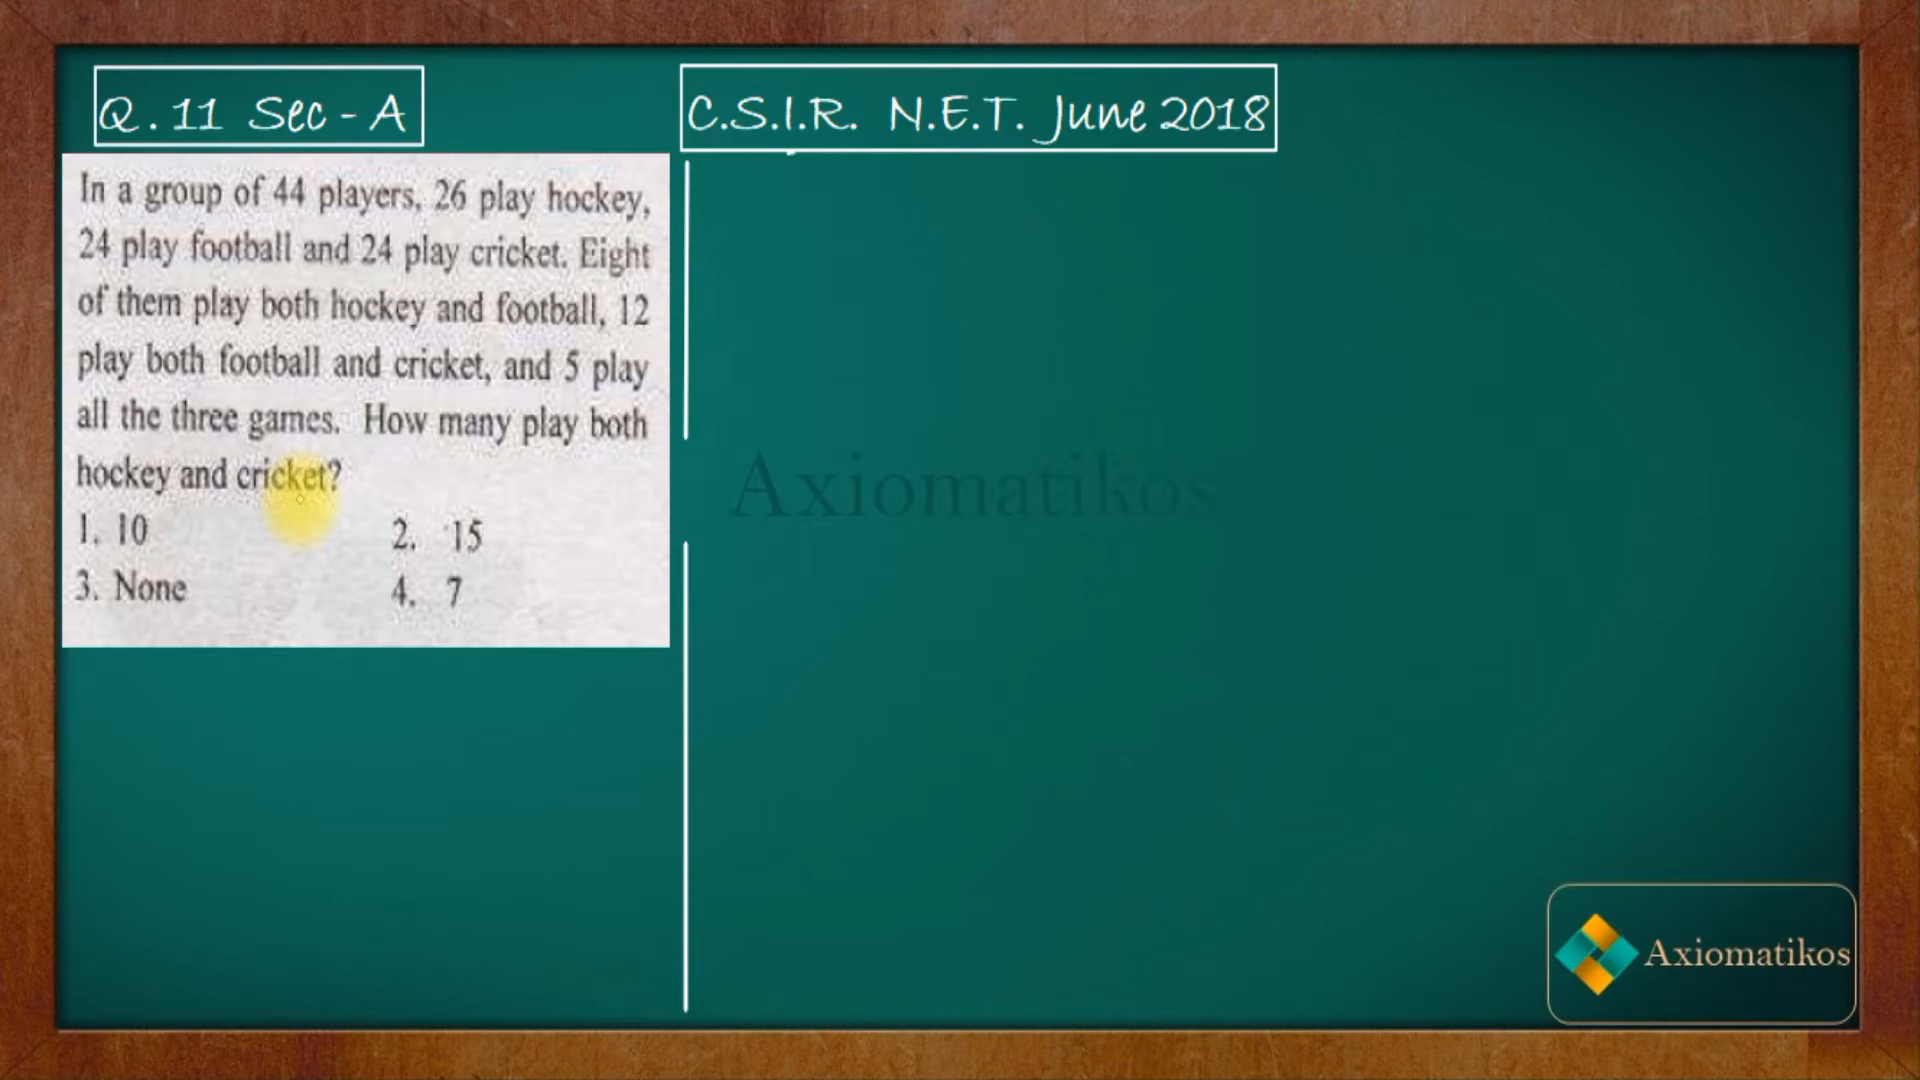 Q. 11 Sec - A
C.S.I.R. N.E.T. June 2018
In a group of 44 players, 26 play hockey,
24 play football and 24 play cricket. Eight
of them play both hockey and football, 12
play both football and cricket, and 5 play
all the three games. How many play both
hockey and cricket?
1. 10
2. 15
3. None
4. 7
Axiomatikos
Axiomatikos